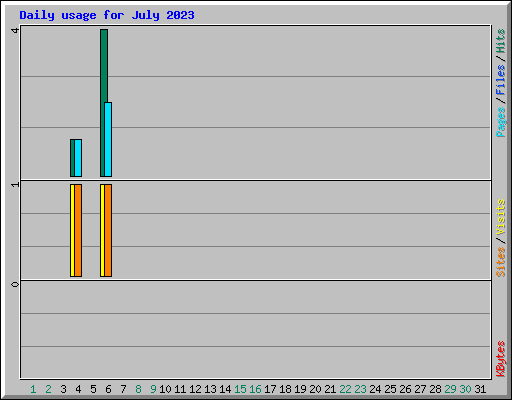 Daily usage for July 2023
4
1
0
Pages / Files / Hits
Sites / Visits
KBytes
1 2 3 4 5 6 7 8 9 10 11 12 13 14 15 16 17 18 19 20 21 22 23 24 25 26 27 28 29 30 31